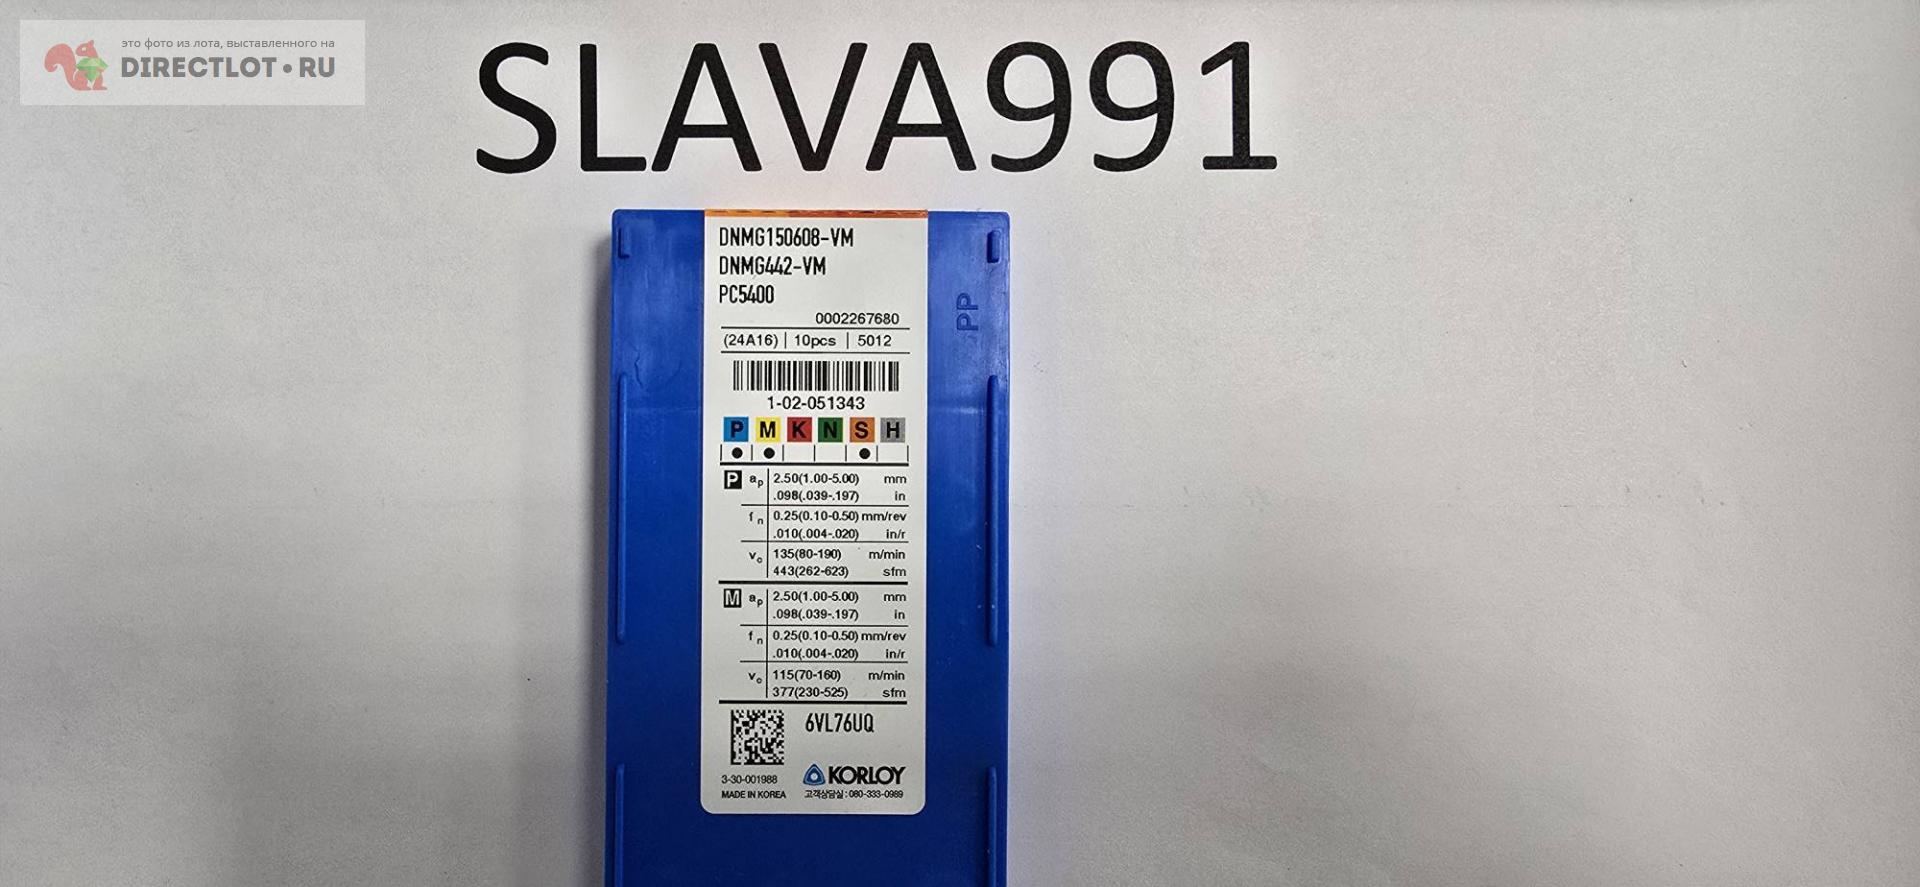 это фото из лота, выставленного на
DIRECTLOT•RU
SLAVA991
DNMG150608-VM
DNMG442-VM
PC5400
0002267680
(24A16) | 10pcs | 5012
1-02-051343
P M K N S H
P ap 2.50(1.00-5.00) mm
.098(.039-.197) in
fn 0.25(0.10-0.50) mm/rev
.010(.004-.020) in/r
vc 135(80-190) m/min
443(262-623) sfm
M ap 2.50(1.00-5.00) mm
.098(.039-.197) in
fn 0.25(0.10-0.50) mm/rev
.010(.004-.020) in/r
vc 115(70-160) m/min
377(230-525) sfm
6VL76UQ
3-30-001988
KORLOY
MADE IN KOREA
고객상담실 : 080-333-0989
PP